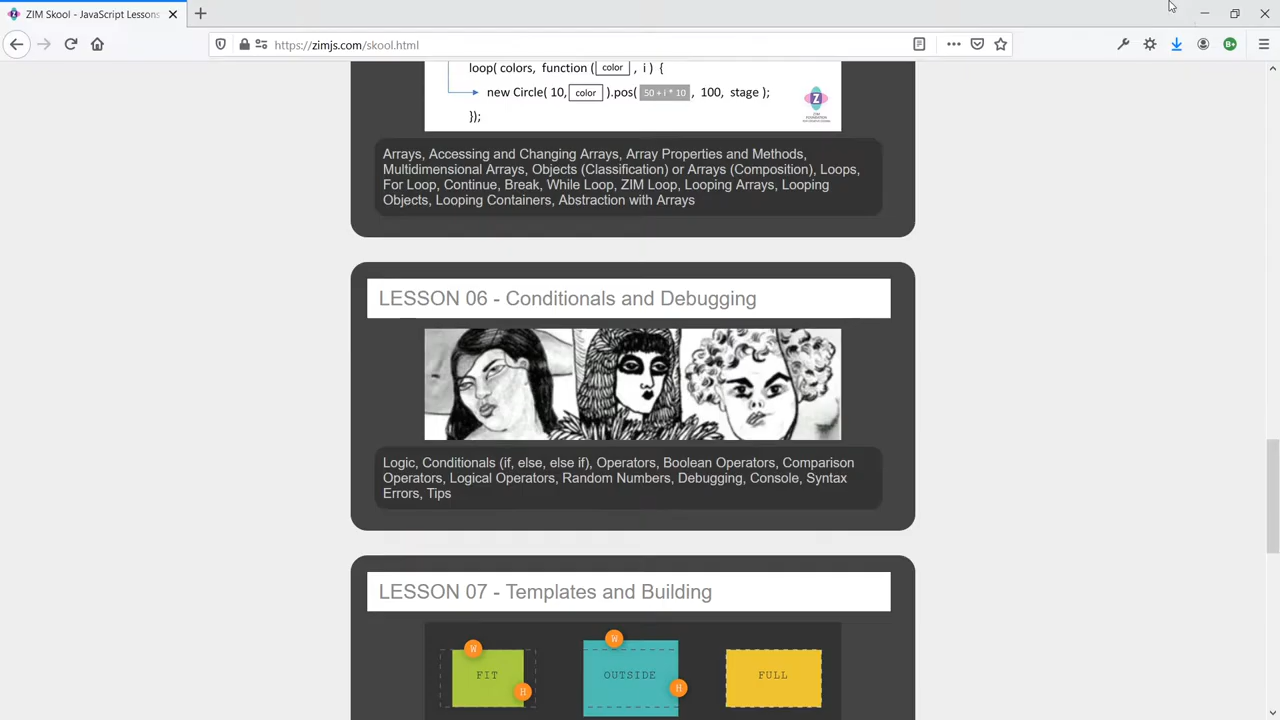 ZIM Skool - JavaScript Lessons
https://zimjs.com/skool.html
loop( colors, function ( color , i ) {
new Circle( 10, color ).pos( 50 + i * 10 , 100, stage );
});
Z
ZIM
Arrays, Accessing and Changing Arrays, Array Properties and Methods,
Multidimensional Arrays, Objects (Classification) or Arrays (Composition), Loops,
For Loop, Continue, Break, While Loop, ZIM Loop, Looping Arrays, Looping
Objects, Looping Containers, Abstraction with Arrays
LESSON 06 - Conditionals and Debugging
Logic, Conditionals (if, else, else if), Operators, Boolean Operators, Comparison
Operators, Logical Operators, Random Numbers, Debugging, Console, Syntax
Errors, Tips
LESSON 07 - Templates and Building
W
W
FIT
OUTSIDE
FULL
H
H